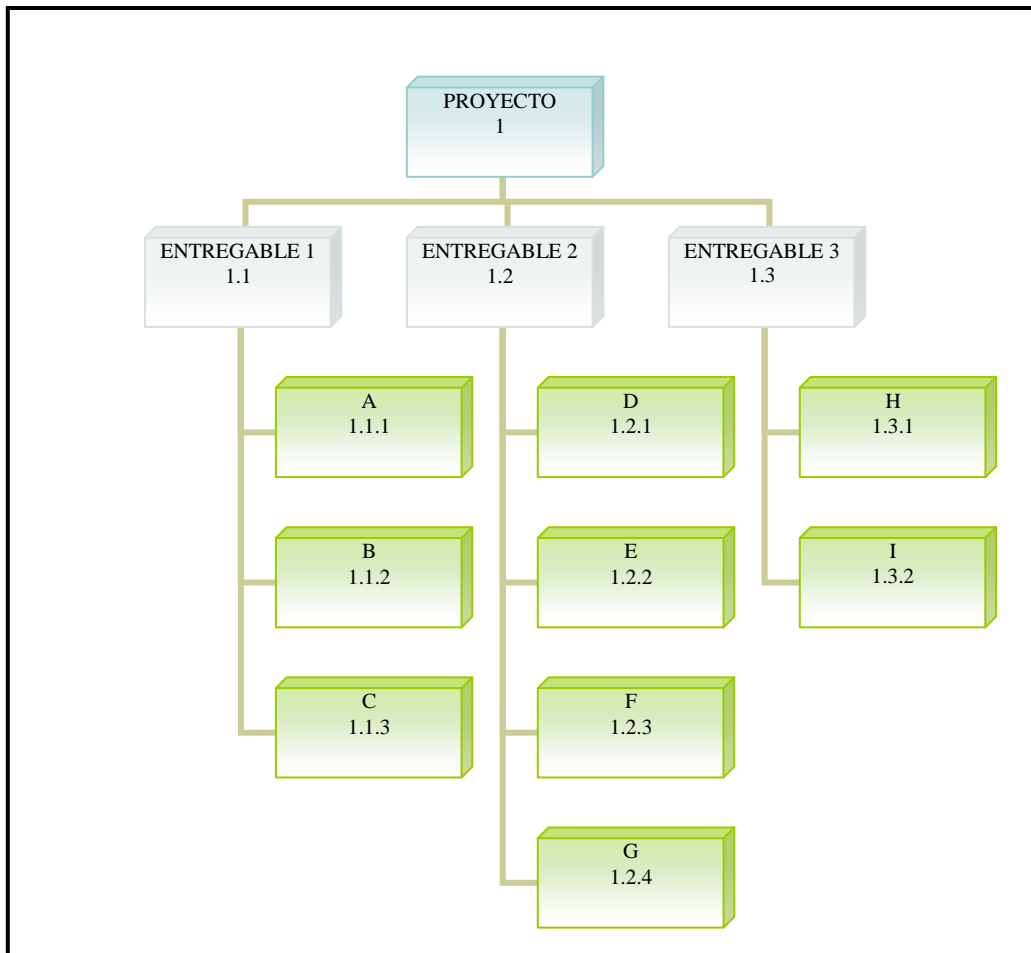 PROYECTO
1
ENTREGABLE 1
1.1
ENTREGABLE 2
1.2
ENTREGABLE 3
1.3
A
1.1.1
D
1.2.1
H
1.3.1
B
1.1.2
E
1.2.2
I
1.3.2
C
1.1.3
F
1.2.3
G
1.2.4